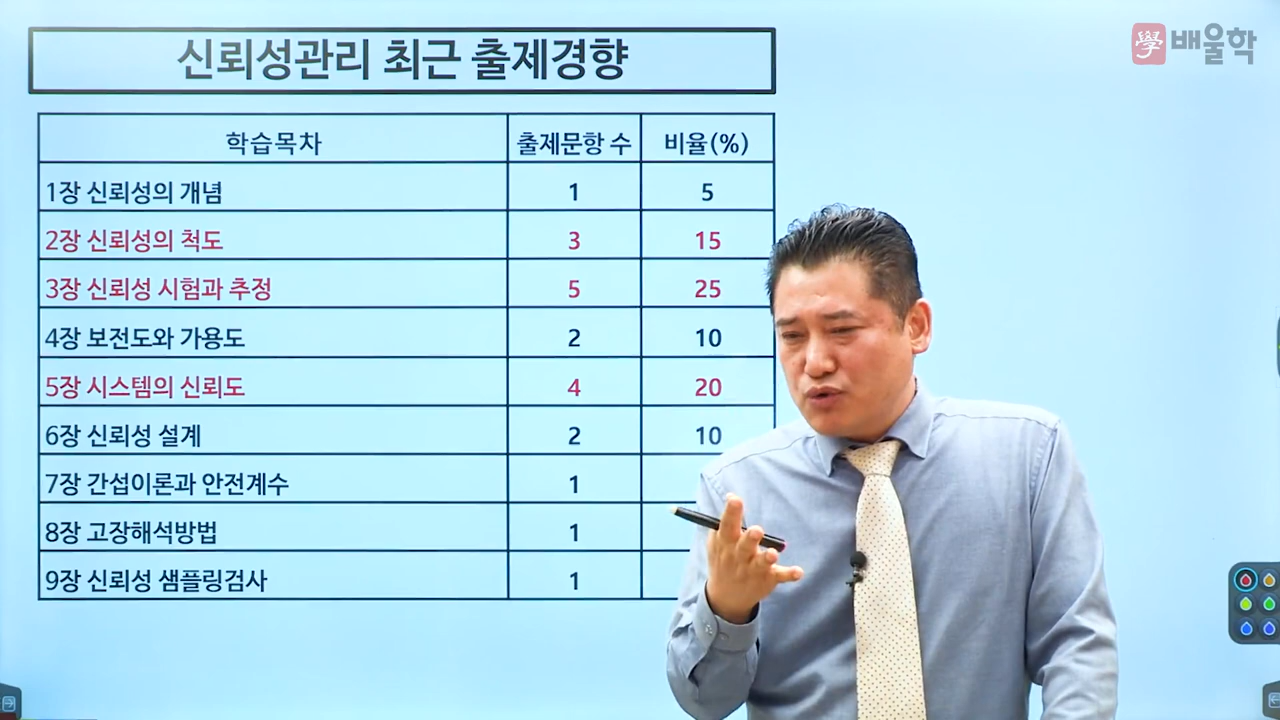 신뢰성관리 최근 출제경향
學 배울학
학습목차 출제문항 수 비율(%)
1장 신뢰성의 개념 1 5
2장 신뢰성의 척도 3 15
3장 신뢰성 시험과 추정 5 25
4장 보전도와 가용도 2 10
5장 시스템의 신뢰도 4 20
6장 신뢰성 설계 2 10
7장 간섭이론과 안전계수 1
8장 고장해석방법 1
9장 신뢰성 샘플링검사 1